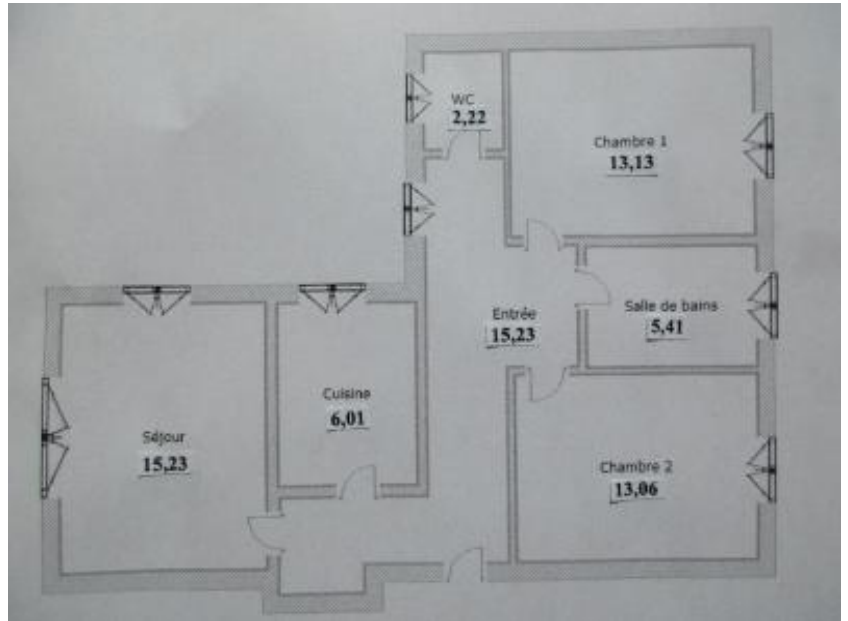 WC
2,22
Chambre 1
13,13
Entrée
15,23
Salle de bains
5,41
Cuisine
6,01
Séjour
15,23
Chambre 2
13,06